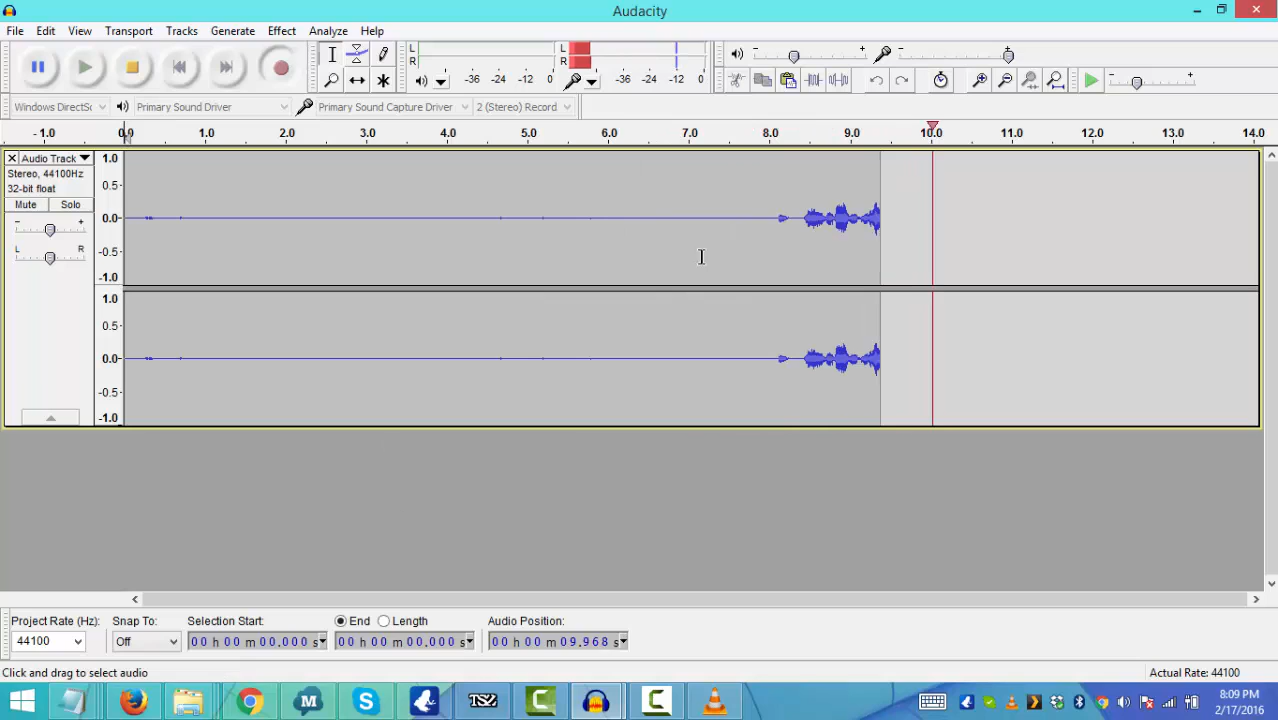 Audacity
File Edit View Transport Tracks Generate Effect Analyze Help
L
R
-36 -24 -12 0
L
R
-36 -24 -12 0
- +
- +
- +
Windows DirectSc Primary Sound Driver Primary Sound Capture Driver 2 (Stereo) Record
- 1.0 0.0 1.0 2.0 3.0 4.0 5.0 6.0 7.0 8.0 9.0 10.0 11.0 12.0 13.0 14.0
Audio Track
Stereo, 44100Hz
32-bit float
Mute Solo
- +
L R
1.0
0.5
0.0
-0.5
-1.0
1.0
0.5
0.0
-0.5
-1.0
Project Rate (Hz): Snap To: Selection Start: End Length Audio Position:
44100 Off 00 h 00 m 00.000 s 00 h 00 m 00.000 s 00 h 00 m 09.968 s
Click and drag to select audio Actual Rate: 44100
M S TSZ C C
8:09 PM
2/17/2016